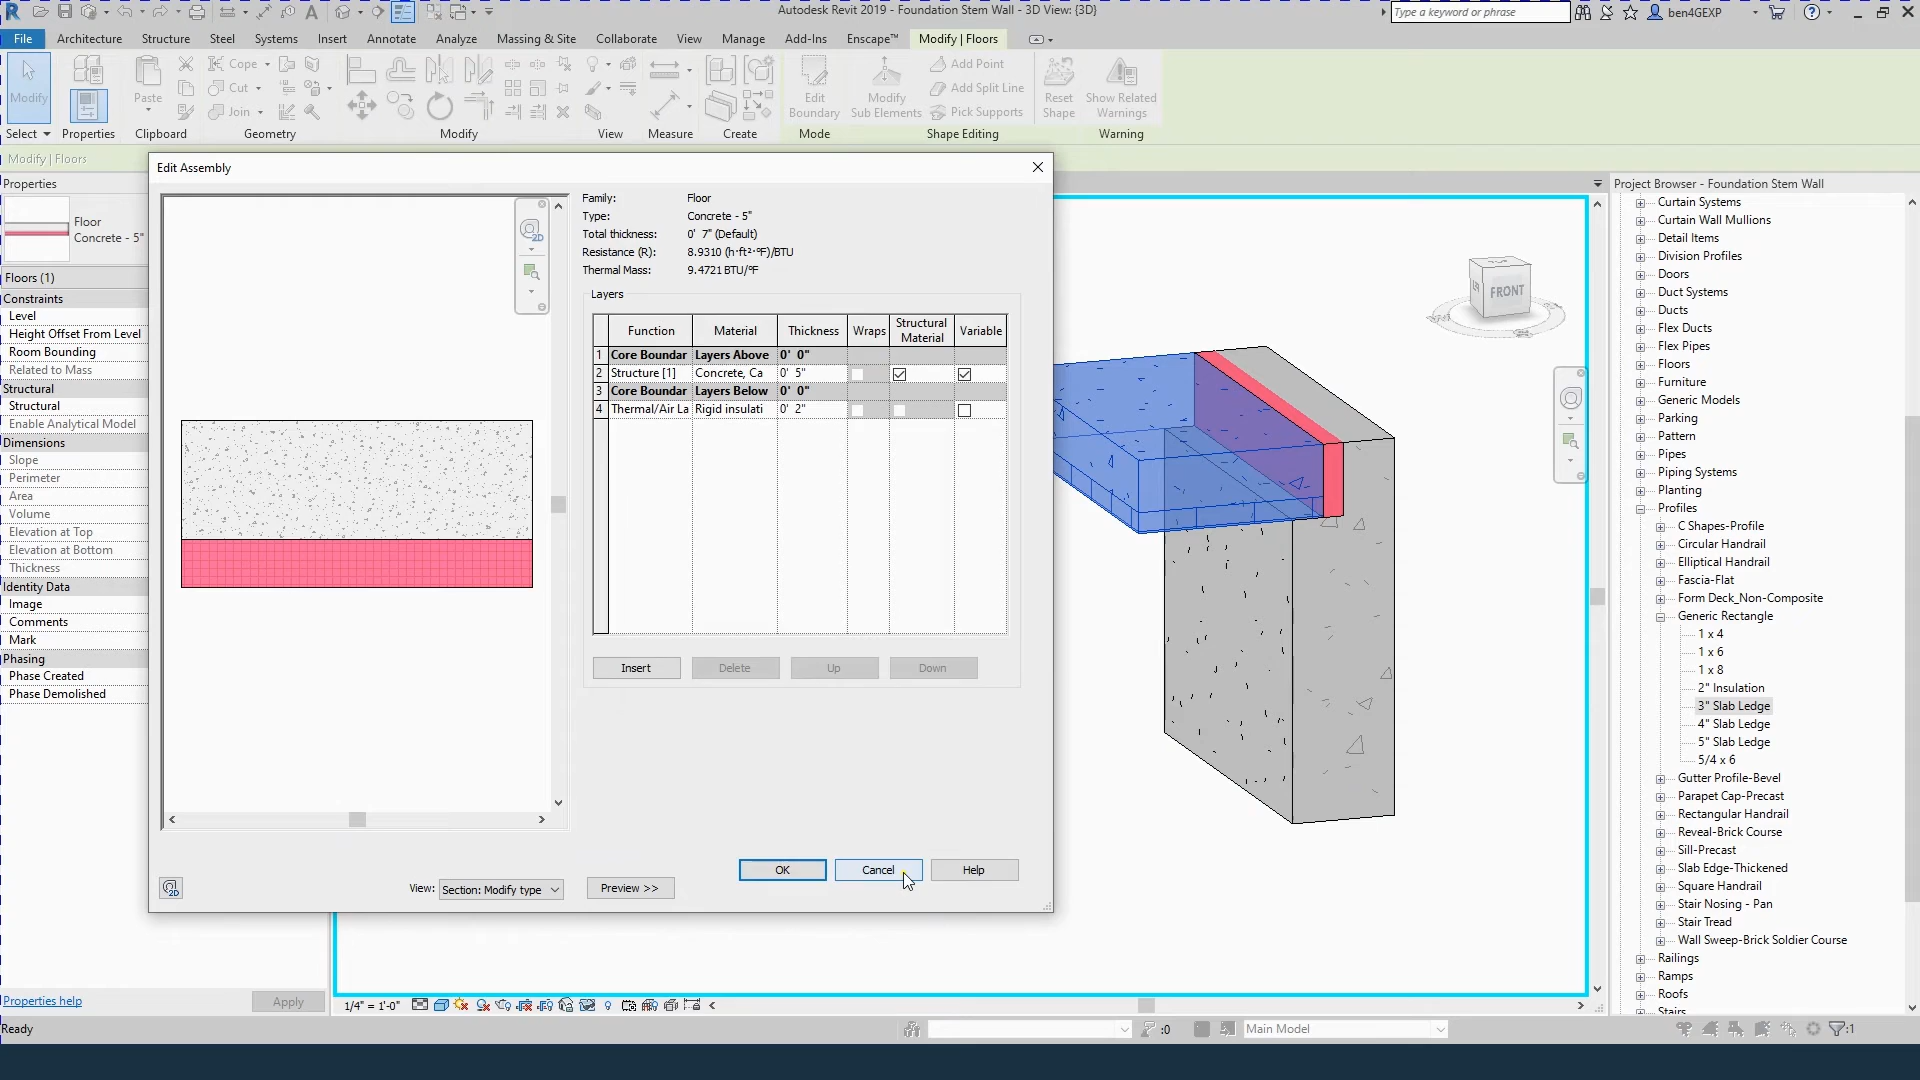 Autodesk Revit 2019 - Foundation Stem Wall - 3D View: {3D}
Type a keyword or phrase
ben4GEXP
File Architecture Structure Steel Systems Insert Annotate Analyze Massing & Site Collaborate View Manage Add-Ins Enscape™ Modify | Floors
Modify
Paste
Cope
Cut
Join
Edit Boundary
Modify Sub Elements
Add Point
Add Split Line
Pick Supports
Reset Shape
Show Related Warnings
Select Properties Clipboard Geometry Modify View Measure Create Mode Shape Editing Warning
Modify | Floors
Properties
Floor
Concrete - 5"
Floors (1)
Constraints
Level
Height Offset From Level
Room Bounding
Related to Mass
Structural
Structural
Enable Analytical Model
Dimensions
Slope
Perimeter
Area
Volume
Elevation at Top
Elevation at Bottom
Thickness
Identity Data
Image
Comments
Mark
Phasing
Phase Created
Phase Demolished
Properties help
Apply
Edit Assembly
Family: Floor
Type: Concrete - 5"
Total thickness: 0' 7" (Default)
Resistance (R): 8.9310 (h·ft²·°F)/BTU
Thermal Mass: 9.4721 BTU/°F
Layers
Function Material Thickness Wraps Structural Material Variable
1 Core Boundar Layers Above 0' 0"
2 Structure [1] Concrete, Ca 0' 5"
3 Core Boundar Layers Below 0' 0"
4 Thermal/Air La Rigid insulati 0' 2"
Insert Delete Up Down
OK Cancel Help
View: Section: Modify type Preview >>
2D
2D
FRONT
Project Browser - Foundation Stem Wall
Curtain Systems
Curtain Wall Mullions
Detail Items
Division Profiles
Doors
Duct Systems
Ducts
Flex Ducts
Flex Pipes
Floors
Furniture
Generic Models
Parking
Pattern
Pipes
Piping Systems
Planting
Profiles
C Shapes-Profile
Circular Handrail
Elliptical Handrail
Fascia-Flat
Form Deck_Non-Composite
Generic Rectangle
1 x 4
1 x 6
1 x 8
2" Insulation
3" Slab Ledge
4" Slab Ledge
5" Slab Ledge
5/4 x 6
Gutter Profile-Bevel
Parapet Cap-Precast
Rectangular Handrail
Reveal-Brick Course
Sill-Precast
Slab Edge-Thickened
Square Handrail
Stair Nosing - Pan
Stair Tread
Wall Sweep-Brick Soldier Course
Railings
Ramps
Roofs
Stairs
1/4" = 1'-0"
Ready
:0
Main Model
:1